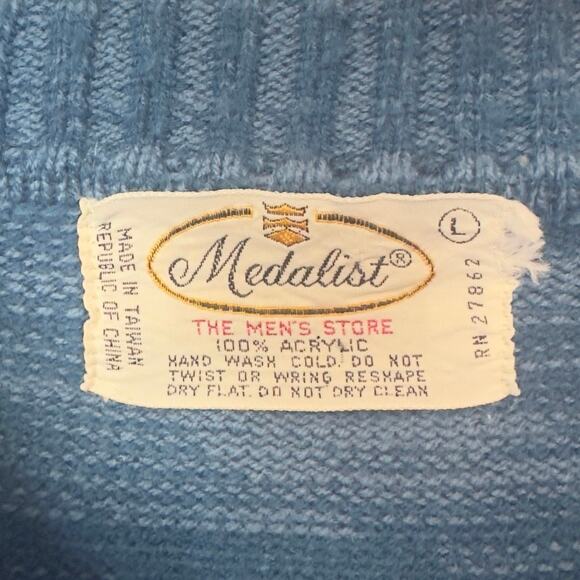 Medalist®
L
THE MEN'S STORE
100% ACRYLIC
HAND WASH COLD. DO NOT
TWIST OR WRING RESHAPE
DRY FLAT. DO NOT DRY CLEAN
MADE IN TAIWAN
REPUBLIC OF CHINA
RN 27862